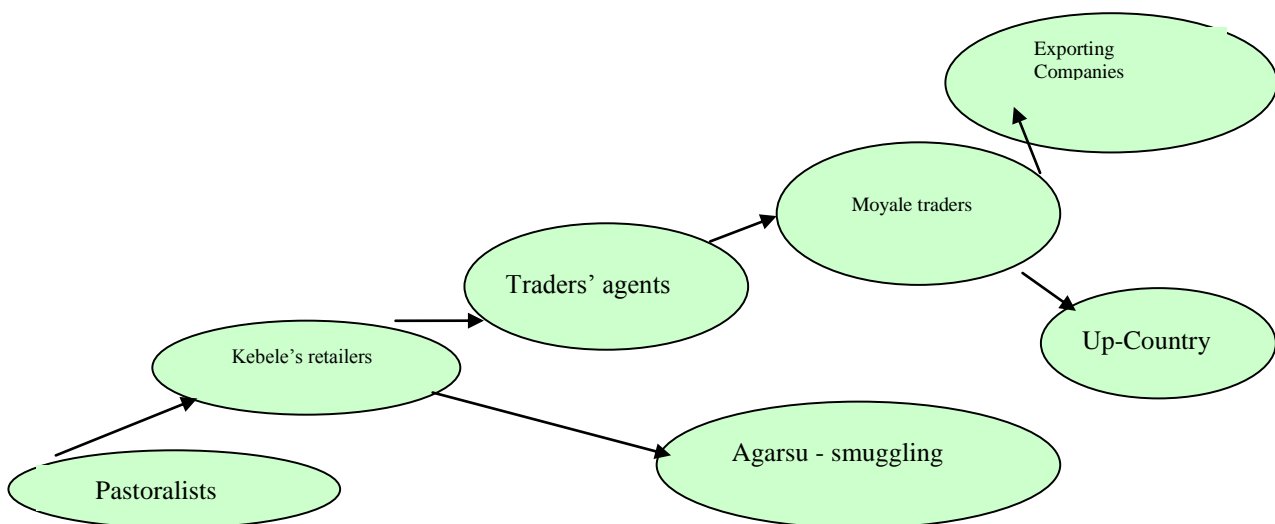 Exporting
Companies
Moyale traders
Traders’ agents
Up-Country
Kebele’s retailers
Agarsu - smuggling
Pastoralists